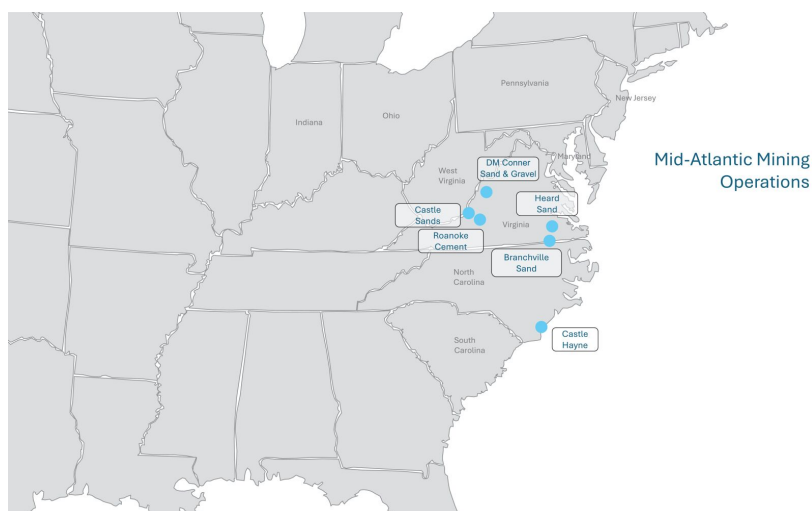 Pennsylvania
New Jersey
Ohio
Indiana
Maryland
DM Conner
Sand & Gravel
West
Virginia
Heard
Sand
Castle
Sands
Virginia
Roanoke
Cement
Branchville
Sand
North
Carolina
Castle
Hayne
South
Carolina
Mid-Atlantic Mining
Operations